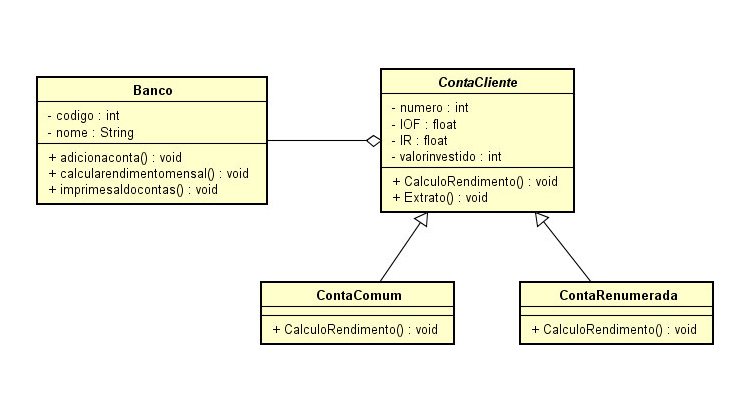 Banco
- codigo : int
- nome : String
+ adicionaconta() : void
+ calcularendimentomensal() : void
+ imprimesaldocontas() : void
ContaCliente
- numero : int
- IOF : float
- IR : float
- valorinvestido : int
+ CalculoRendimento() : void
+ Extrato() : void
ContaComum
+ CalculoRendimento() : void
ContaRenumerada
+ CalculoRendimento() : void